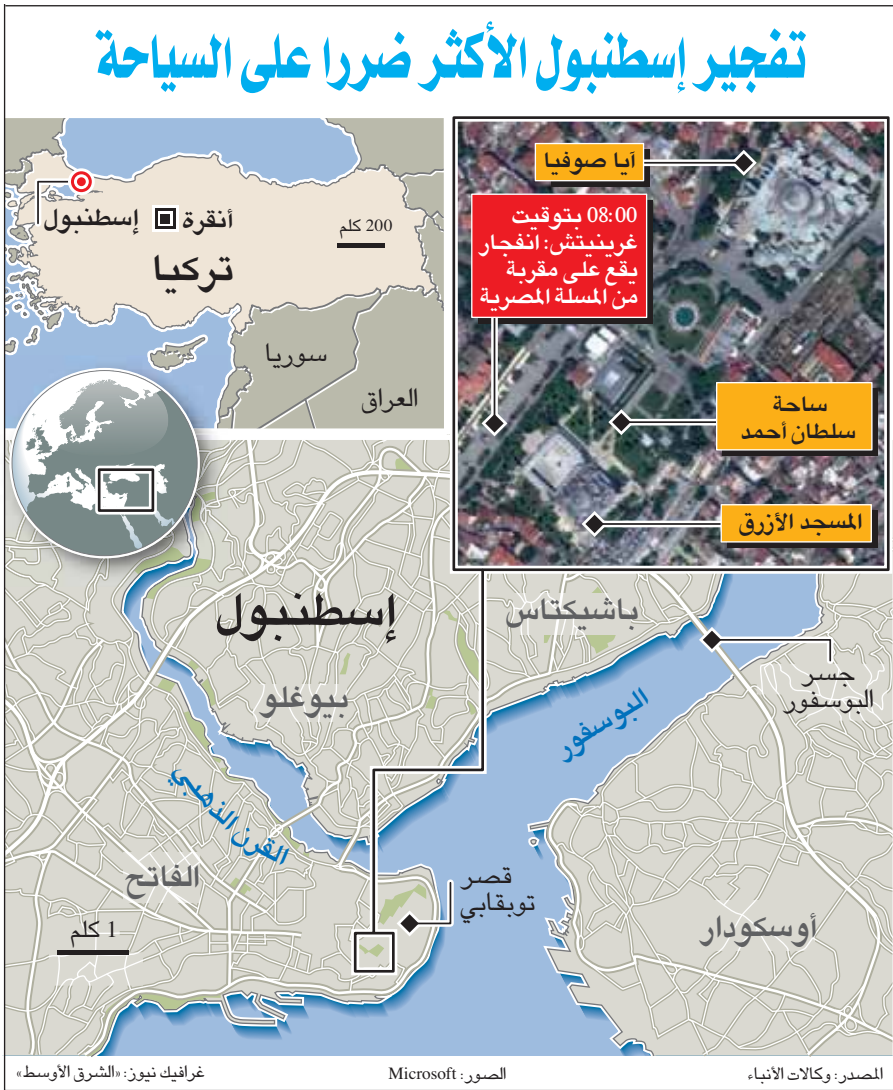 تفجير إسطنبول الأكثر ضررا على السياحة
آيا صوفيا
08:00 بتوقيت
غرينيتش: انفجار
يقع على مقربة
من المسلة المصرية
ساحة
سلطان أحمد
المسجد الأزرق
إسطنبول
أنقرة
200 كلم
تركيا
سوريا
العراق
إسطنبول
باشيكتاس
بيوغلو
جسر
البوسفور
البوسفور
القرن الذهبي
الفاتح
قصر
توبقابي
أوسكودار
1 كلم
المصدر: وكالات الأنباء
الصور: Microsoft
غرافيك نيوز: «الشرق الأوسط»